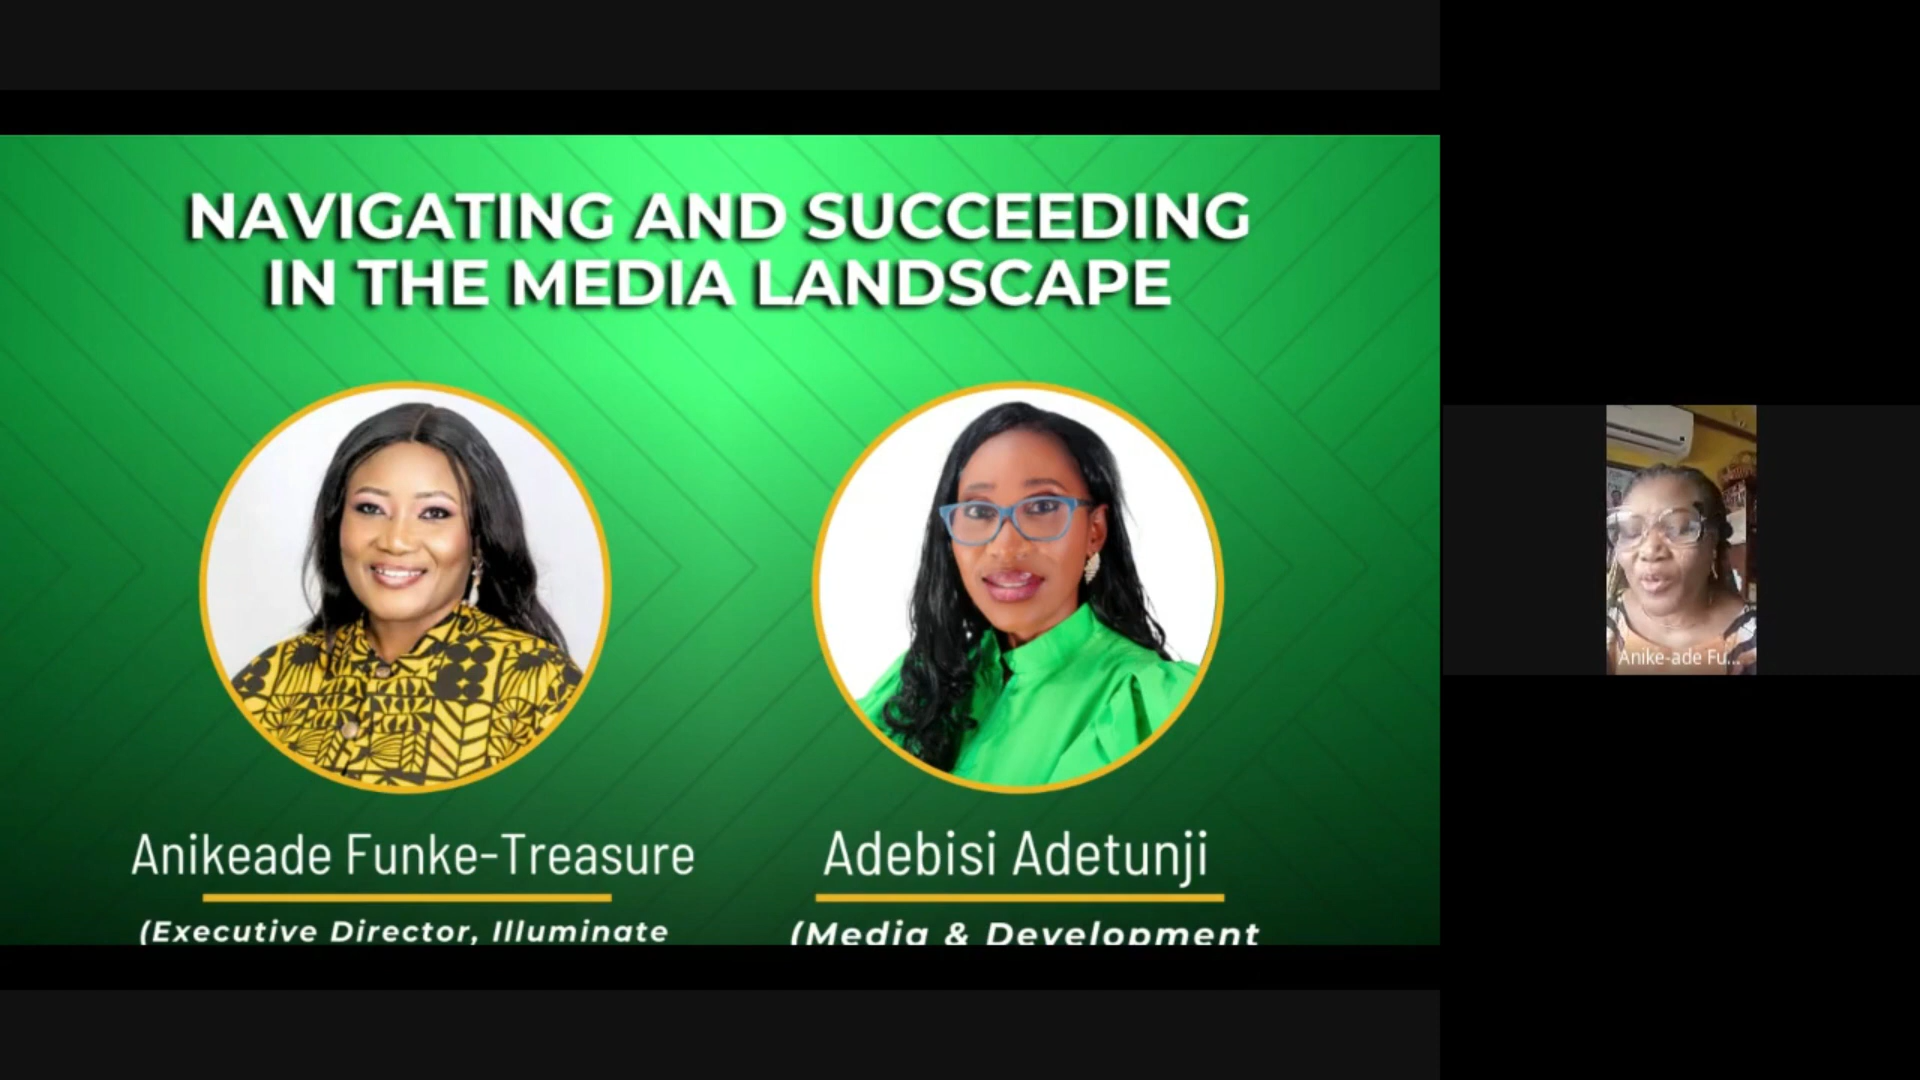 NAVIGATING AND SUCCEEDING
IN THE MEDIA LANDSCAPE
Anikeade Funke-Treasure
(Executive Director, Illuminate
Adebisi Adetunji
(Media & Development
Anike-ade Fu...